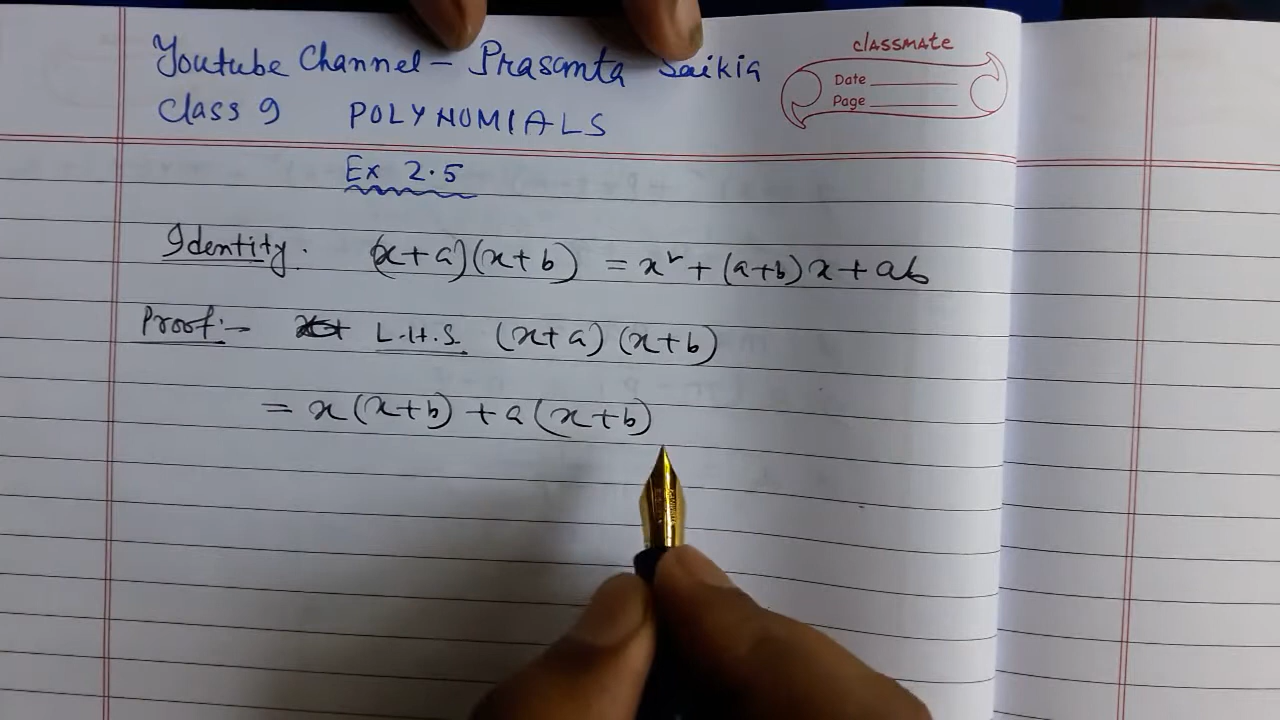 Youtube Channel - Prasanta Saikia
classmate
Date
Page
Class 9 POLYNOMIALS
Ex 2.5
Identity. (x+a)(x+b) = x² + (a+b)x + ab
Proof:- L.H.S. (x+a)(x+b)
= x(x+b) + a(x+b)